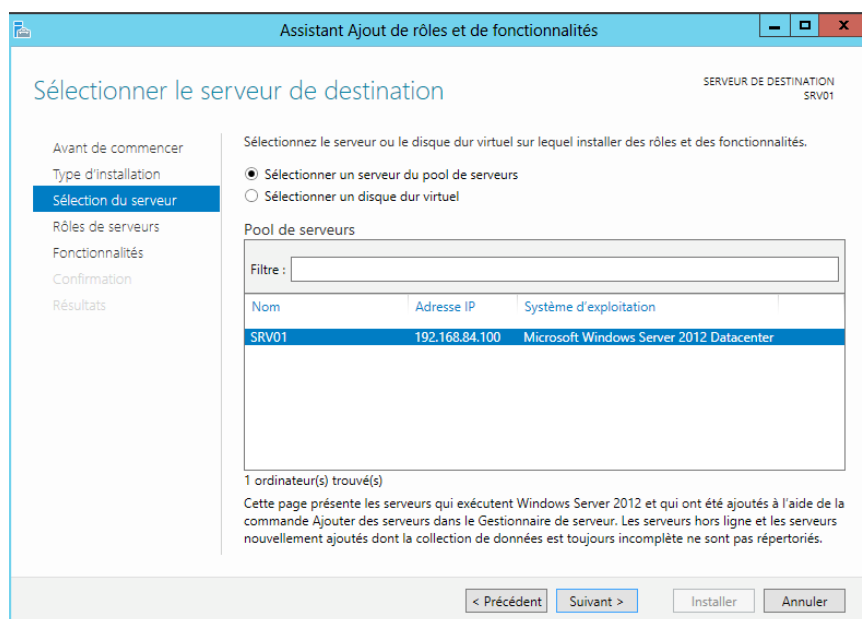 Assistant Ajout de rôles et de fonctionnalités
Sélectionner le serveur de destination
SERVEUR DE DESTINATION
SRV01
Avant de commencer
Type d'installation
Sélection du serveur
Rôles de serveurs
Fonctionnalités
Confirmation
Résultats
Sélectionnez le serveur ou le disque dur virtuel sur lequel installer des rôles et des fonctionnalités.
Sélectionner un serveur du pool de serveurs
Sélectionner un disque dur virtuel
Pool de serveurs
Filtre :
Nom Adresse IP Système d'exploitation
SRV01 192.168.84.100 Microsoft Windows Server 2012 Datacenter
1 ordinateur(s) trouvé(s)
Cette page présente les serveurs qui exécutent Windows Server 2012 et qui ont été ajoutés à l'aide de la
commande Ajouter des serveurs dans le Gestionnaire de serveur. Les serveurs hors ligne et les serveurs
nouvellement ajoutés dont la collection de données est toujours incomplète ne sont pas répertoriés.
< Précédent Suivant > Installer Annuler